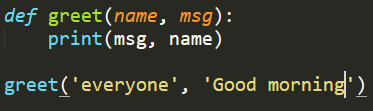 def greet(name, msg):
    print(msg, name)
greet('everyone', 'Good morning')